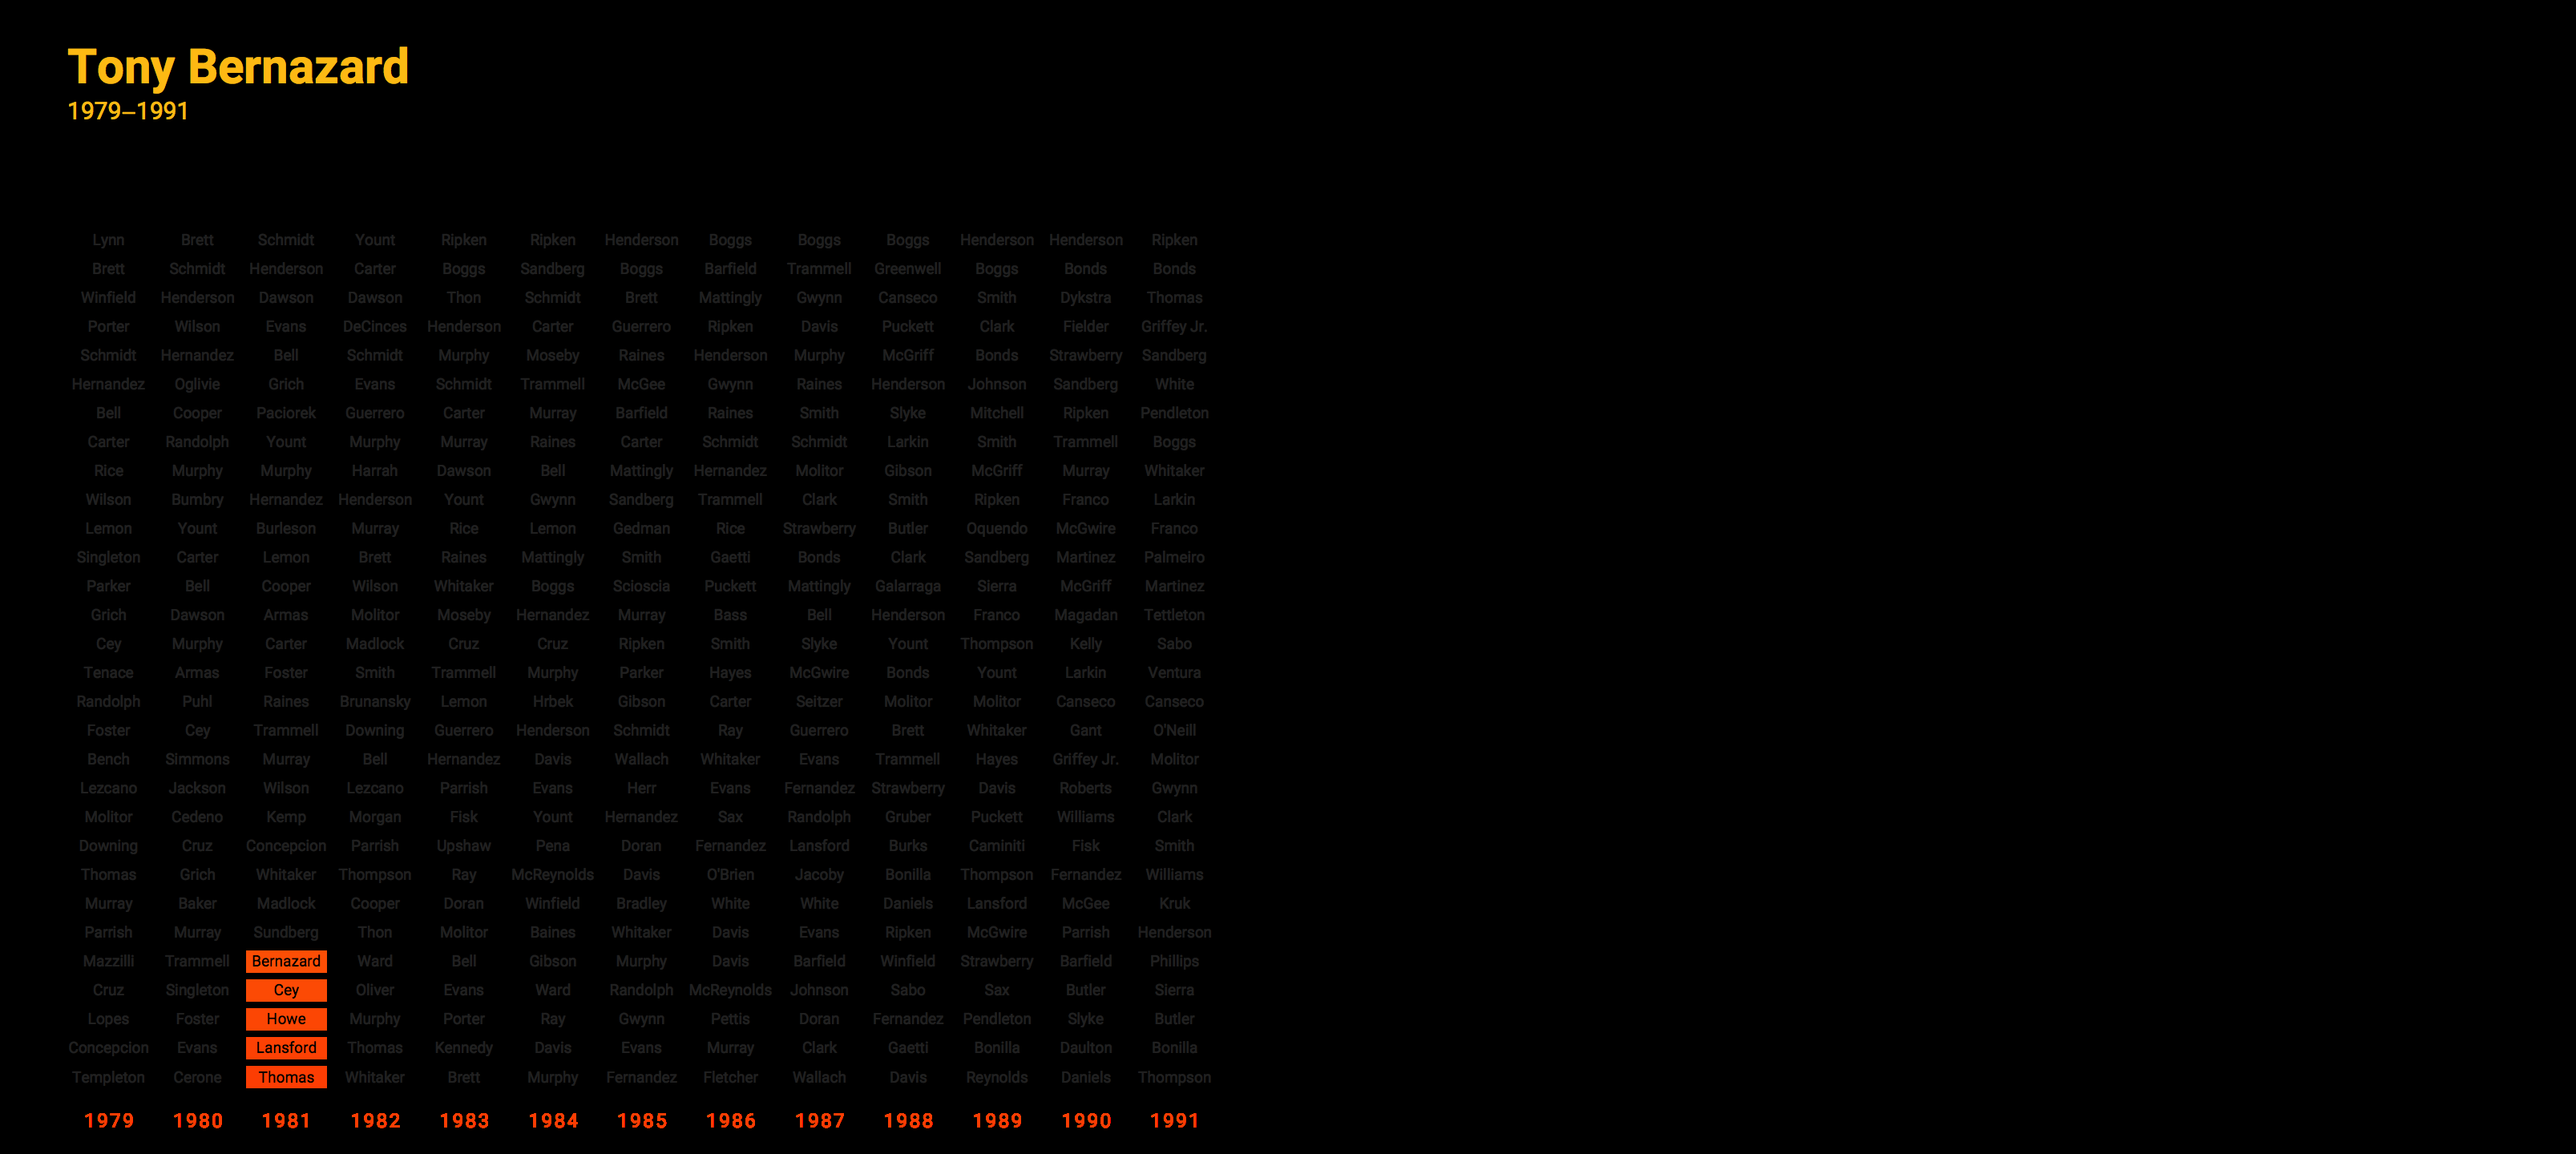 Tony Bernazard
1979–1991
Lynn Brett Schmidt Yount Ripken Ripken Henderson Boggs Boggs Boggs Henderson Henderson Ripken
Brett Schmidt Henderson Carter Boggs Sandberg Boggs Barfield Trammell Greenwell Boggs Bonds Bonds
Winfield Henderson Dawson Dawson Thon Schmidt Brett Mattingly Gwynn Canseco Smith Dykstra Thomas
Porter Wilson Evans DeCinces Henderson Carter Guerrero Ripken Davis Puckett Clark Fielder Griffey Jr.
Schmidt Hernandez Bell Schmidt Murphy Moseby Raines Henderson Murphy McGriff Bonds Strawberry Sandberg
Hernandez Oglivie Grich Evans Schmidt Trammell McGee Gwynn Raines Henderson Johnson Sandberg White
Bell Cooper Paciorek Guerrero Carter Murray Barfield Raines Smith Slyke Mitchell Ripken Pendleton
Carter Randolph Yount Murphy Murray Raines Carter Schmidt Schmidt Larkin Smith Trammell Boggs
Rice Murphy Murphy Harrah Dawson Bell Mattingly Hernandez Molitor Gibson McGriff Murray Whitaker
Wilson Bumbry Hernandez Henderson Yount Gwynn Sandberg Trammell Clark Smith Ripken Franco Larkin
Lemon Yount Burleson Murray Rice Lemon Gedman Rice Strawberry Butler Oquendo McGwire Franco
Singleton Carter Lemon Brett Raines Mattingly Smith Gaetti Bonds Clark Sandberg Martinez Palmeiro
Parker Bell Cooper Wilson Whitaker Boggs Scioscia Puckett Mattingly Galarraga Sierra McGriff Martinez
Grich Dawson Armas Molitor Moseby Hernandez Murray Bass Bell Henderson Franco Magadan Tettleton
Cey Murphy Carter Madlock Cruz Cruz Ripken Smith Slyke Yount Thompson Kelly Sabo
Tenace Armas Foster Smith Trammell Murphy Parker Hayes McGwire Bonds Yount Larkin Ventura
Randolph Puhl Raines Brunansky Lemon Hrbek Gibson Carter Seitzer Molitor Molitor Canseco Canseco
Foster Cey Trammell Downing Guerrero Henderson Schmidt Ray Guerrero Brett Whitaker Gant O'Neill
Bench Simmons Murray Bell Hernandez Davis Wallach Whitaker Evans Trammell Hayes Griffey Jr. Molitor
Lezcano Jackson Wilson Lezcano Parrish Evans Herr Evans Fernandez Strawberry Davis Roberts Gwynn
Molitor Cedeno Kemp Morgan Fisk Yount Hernandez Sax Randolph Gruber Puckett Williams Clark
Downing Cruz Concepcion Parrish Upshaw Pena Doran Fernandez Lansford Burks Caminiti Fisk Smith
Thomas Grich Whitaker Thompson Ray McReynolds Davis O'Brien Jacoby Bonilla Thompson Fernandez Williams
Murray Baker Madlock Cooper Doran Winfield Bradley White White Daniels Lansford McGee Kruk
Parrish Murray Sundberg Thon Molitor Baines Whitaker Davis Evans Ripken McGwire Parrish Henderson
Mazzilli Trammell Bernazard Ward Bell Gibson Murphy Davis Barfield Winfield Strawberry Barfield Phillips
Cruz Singleton Cey Oliver Evans Ward Randolph McReynolds Johnson Sabo Sax Butler Sierra
Lopes Foster Howe Murphy Porter Ray Gwynn Pettis Doran Fernandez Pendleton Slyke Butler
Concepcion Evans Lansford Thomas Kennedy Davis Evans Murray Clark Gaetti Bonilla Daulton Bonilla
Templeton Cerone Thomas Whitaker Brett Murphy Fernandez Fletcher Wallach Davis Reynolds Daniels Thompson
1979 1980 1981 1982 1983 1984 1985 1986 1987 1988 1989 1990 1991